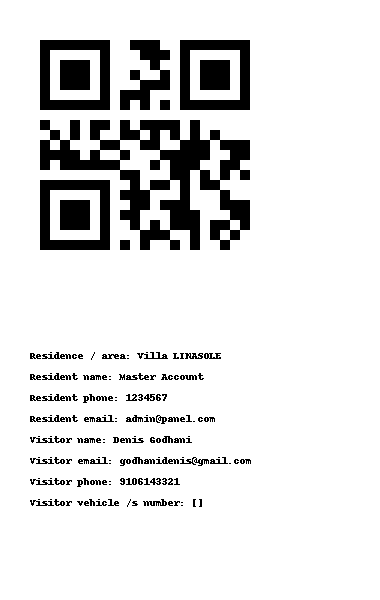 Residence / area: Villa LINASOLE
Resident name: Master Account
Resident phone: 1234567
Resident email: admin@panel.com
Visitor name: Denis Godhani
Visitor email: godhanidenis@gmail.com
Visitor phone: 9106143321
Visitor vehicle /s number: []